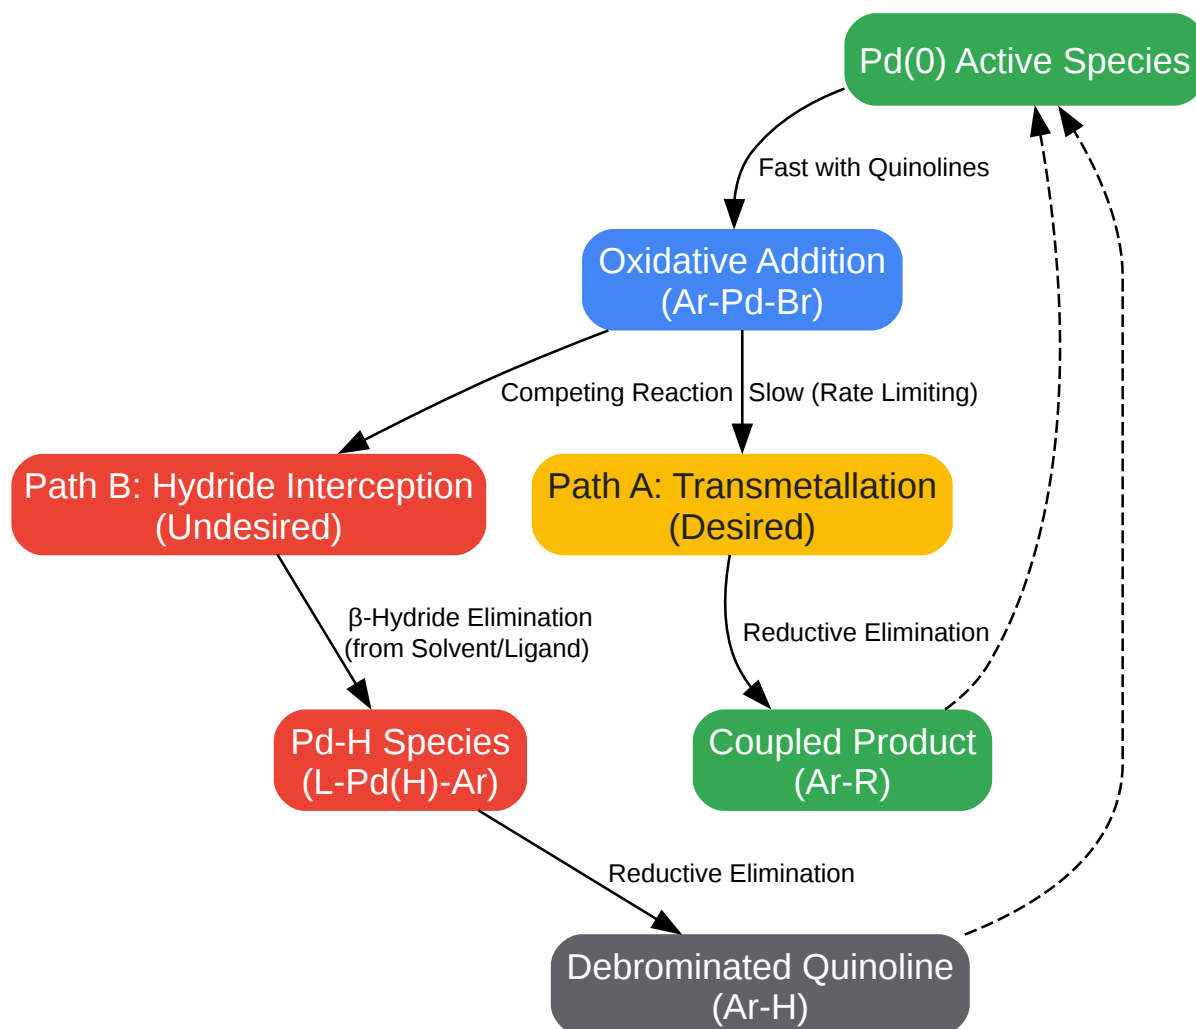 Pd(0) Active Species
Fast with Quinolines
Oxidative Addition
(Ar-Pd-Br)
Competing Reaction
Slow (Rate Limiting)
Path B: Hydride Interception
(Undesired)
Path A: Transmetallation
(Desired)
β-Hydride Elimination
(from Solvent/Ligand)
Reductive Elimination
Pd-H Species
(L-Pd(H)-Ar)
Coupled Product
(Ar-R)
Reductive Elimination
Debrominated Quinoline
(Ar-H)